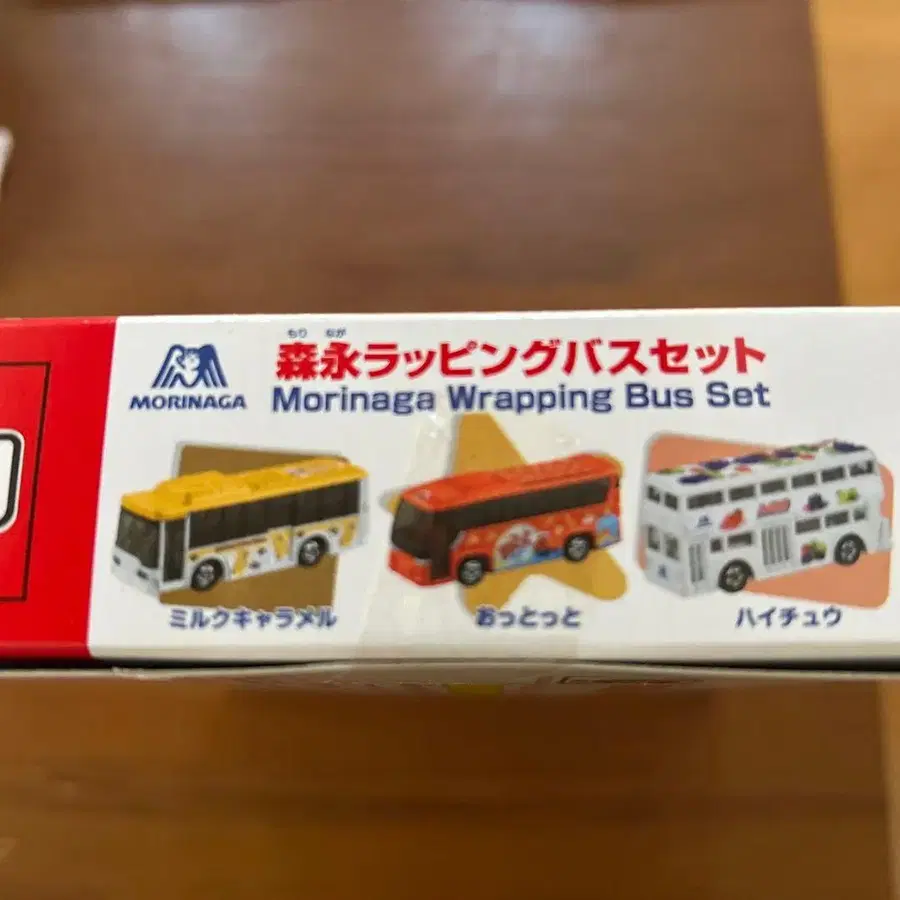 もり なが
森永ラッピングバスセット
MORINAGA
Morinaga Wrapping Bus Set
ミルクキャラメル
おっとっと
ハイチュウ